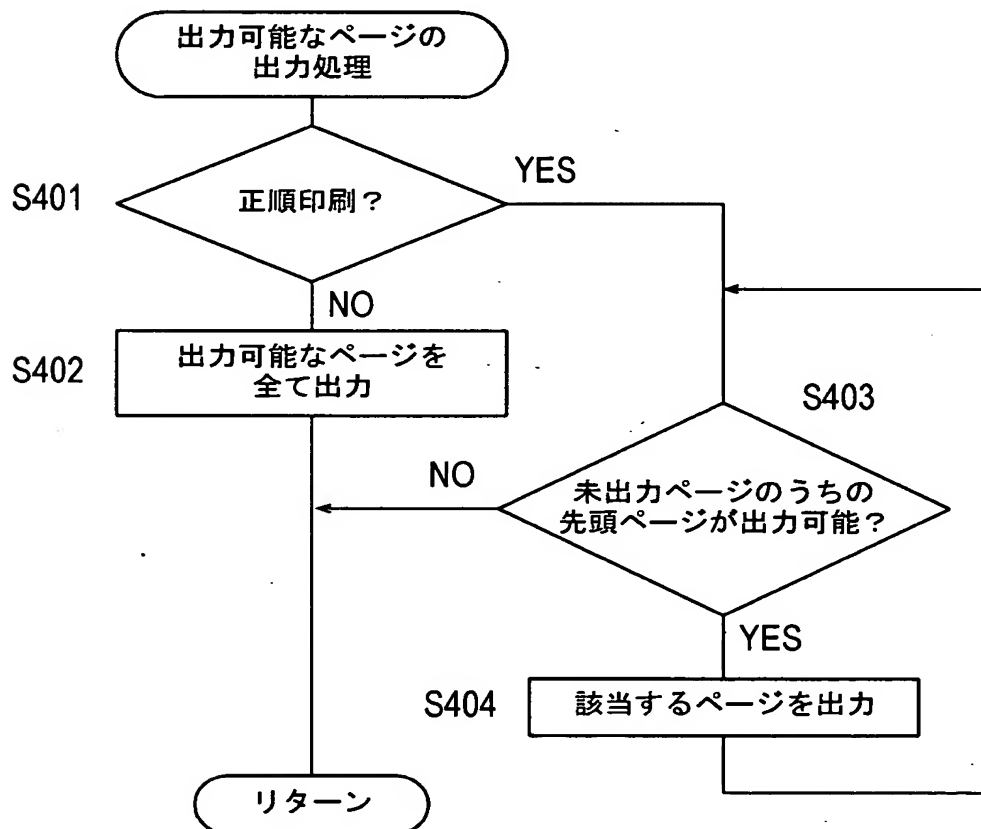 出力可能なページの
出力処理
S401
正順印刷？
YES
NO
S402
出力可能なページを
全て出力
S403
NO
未出力ページのうちの
先頭ページが出力可能？
YES
S404
該当するページを出力
リターン